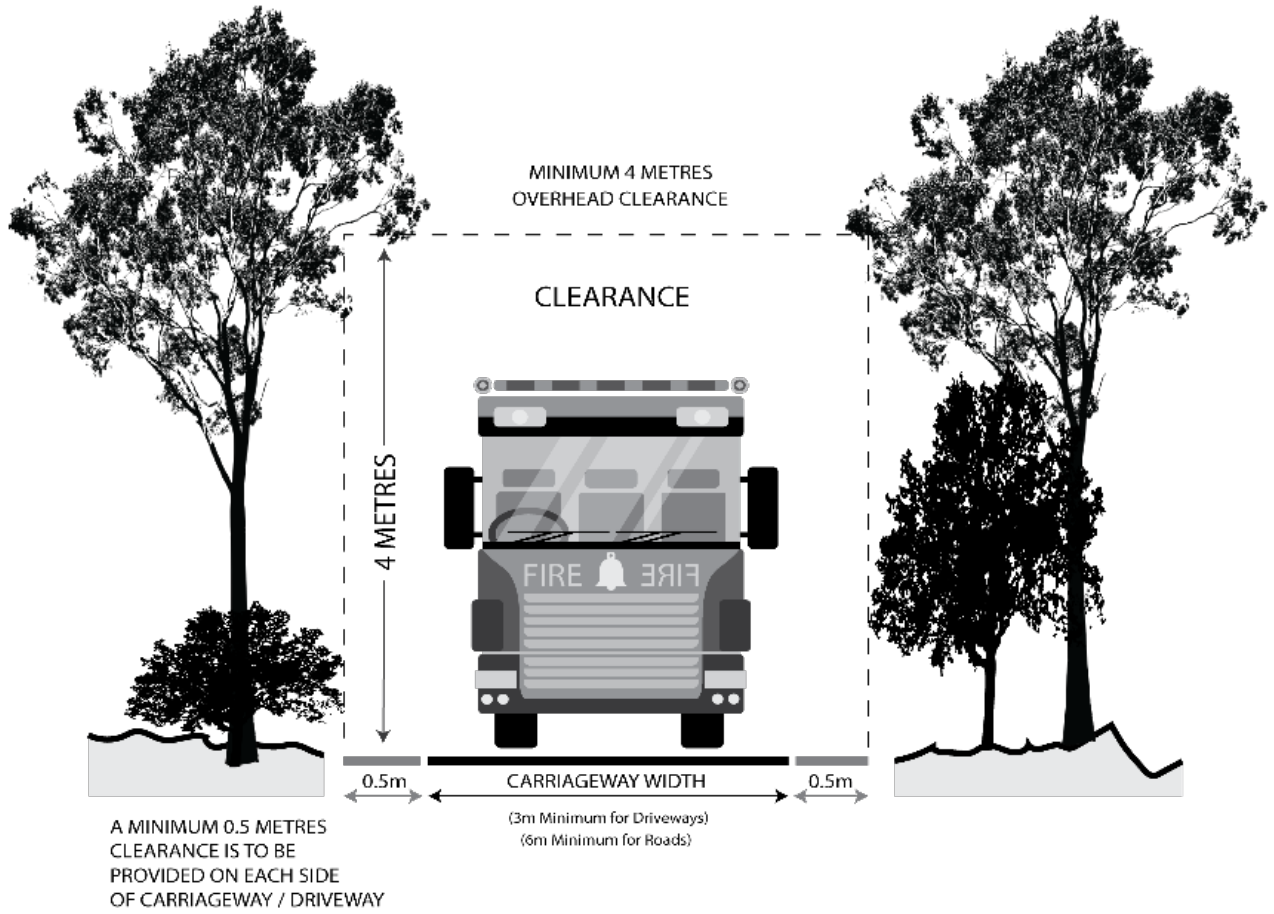 MINIMUM 4 METRES
OVERHEAD CLEARANCE
CLEARANCE
4 METRES
FIRE FIRE
0.5m CARRIAGEWAY WIDTH 0.5m
(3m Minimum for Driveways)
(6m Minimum for Roads)
A MINIMUM 0.5 METRES
CLEARANCE IS TO BE
PROVIDED ON EACH SIDE
OF CARRIAGEWAY / DRIVEWAY